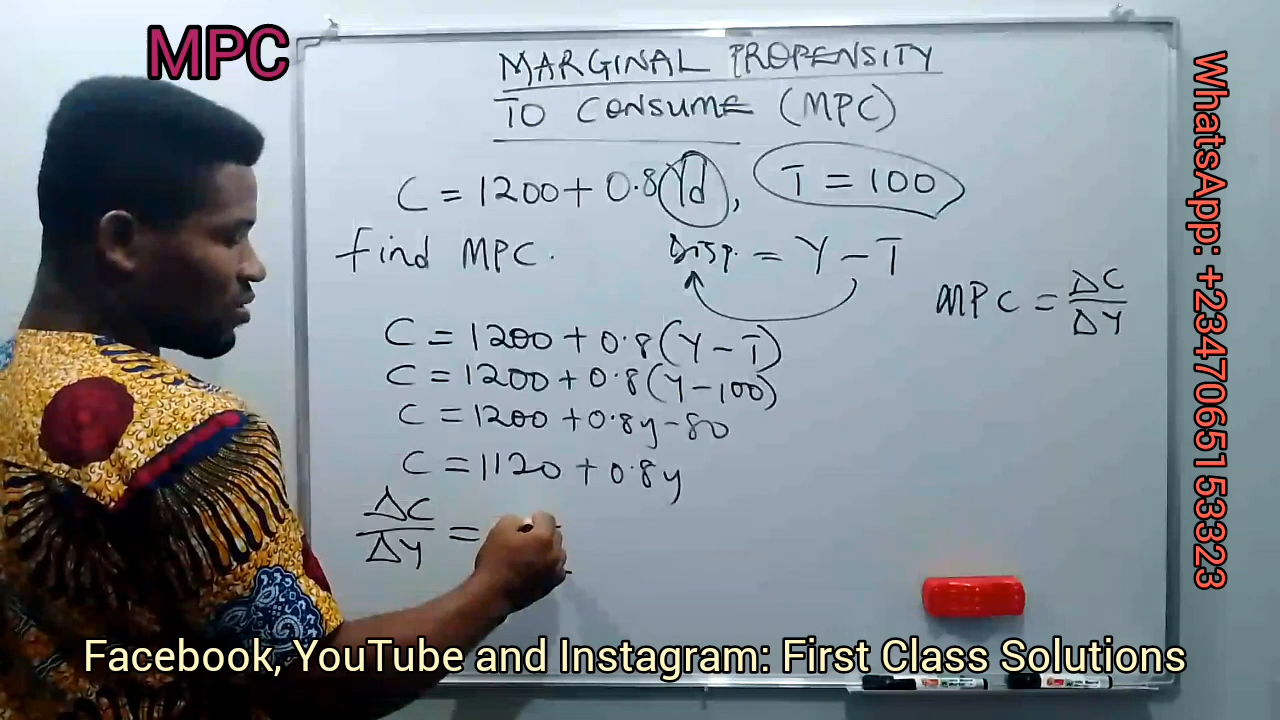 MPC
MARGINAL PROPENSITY
TO CONSUME (MPC)
C = 1200 + 0.8Yd, T = 100
find MPC. DISP. = Y - T
MPC = ΔC/ΔY
C = 1200 + 0.8(Y - T)
C = 1200 + 0.8(Y - 100)
C = 1200 + 0.8y - 80
C = 1120 + 0.8y
ΔC/ΔY =
WhatsApp: +2347065153323
Facebook, YouTube and Instagram: First Class Solutions